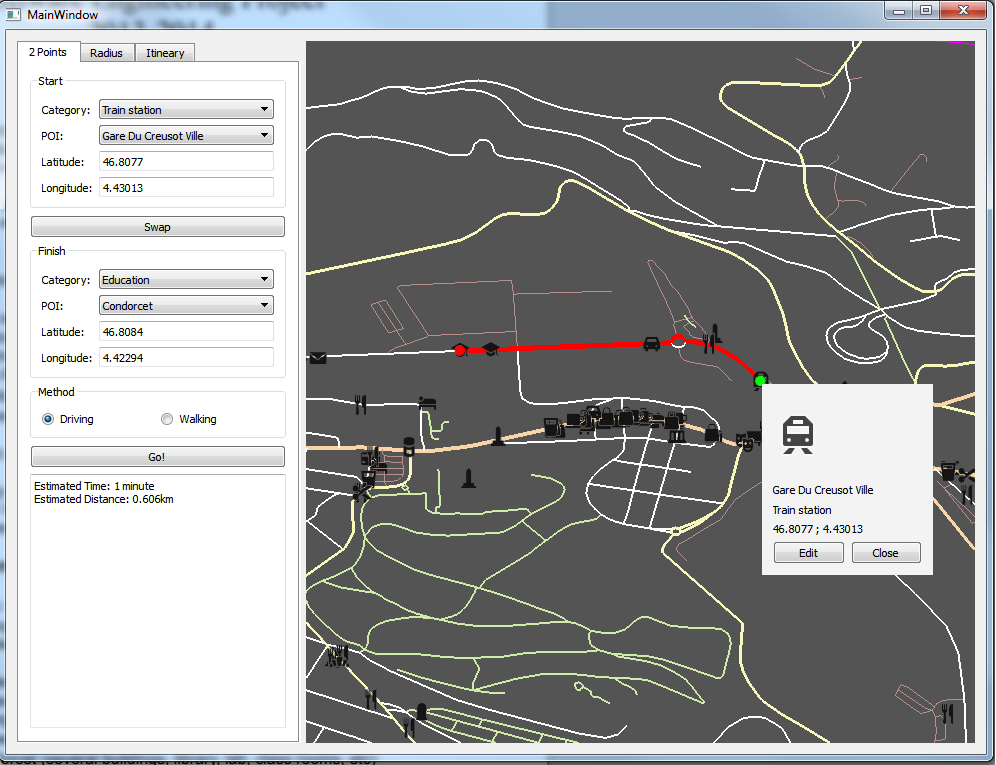 MainWindow
2 Points Radius Itineary
Start
Category: Train station
POI: Gare Du Creusot Ville
Latitude: 46.8077
Longitude: 4.43013
Swap
Finish
Category: Education
POI: Condorcet
Latitude: 46.8084
Longitude: 4.42294
Method
Driving Walking
Go!
Estimated Time: 1 minute
Estimated Distance: 0.606km
Gare Du Creusot Ville
Train station
46.8077 ; 4.43013
Edit Close